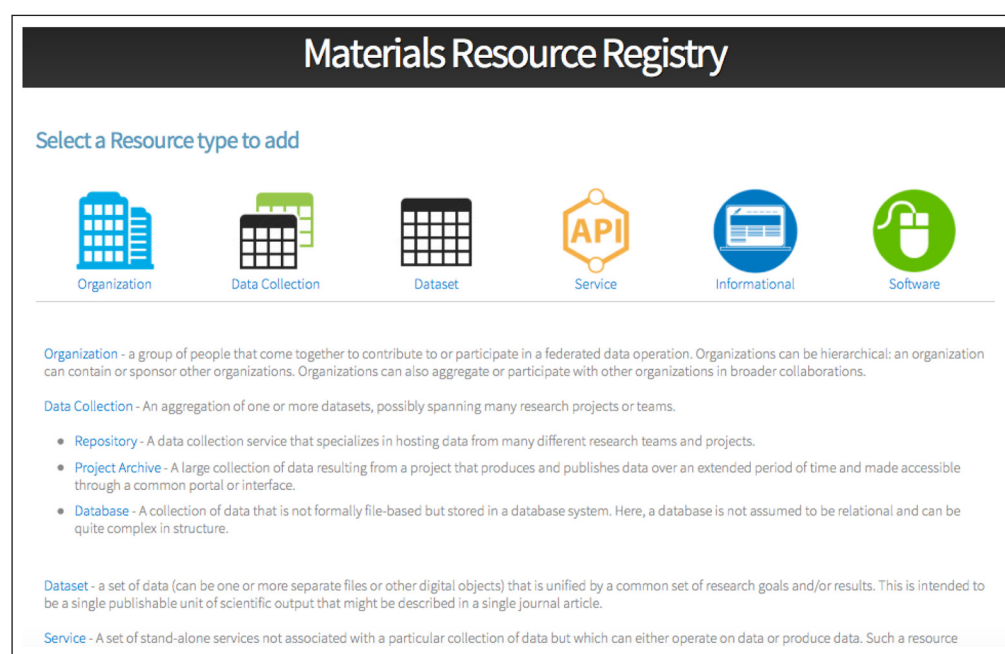 Materials Resource Registry
Select a Resource type to add
API
Organization
Data Collection
Dataset
Service
Informational
Software
Organization - a group of people that come together to contribute to or participate in a federated data operation. Organizations can be hierarchical: an organization
can contain or sponsor other organizations. Organizations can also aggregate or participate with other organizations in broader collaborations.
Data Collection - An aggregation of one or more datasets, possibly spanning many research projects or teams.
• Repository - A data collection service that specializes in hosting data from many different research teams and projects.
• Project Archive - A large collection of data resulting from a project that produces and publishes data over an extended period of time and made accessible
through a common portal or interface.
• Database - A collection of data that is not formally file-based but stored in a database system. Here, a database is not assumed to be relational and can be
quite complex in structure.
Dataset - a set of data (can be one or more separate files or other digital objects) that is unified by a common set of research goals and/or results. This is intended to
be a single publishable unit of scientific output that might be described in a single journal article.
Service - A set of stand-alone services not associated with a particular collection of data but which can either operate on data or produce data. Such a resource